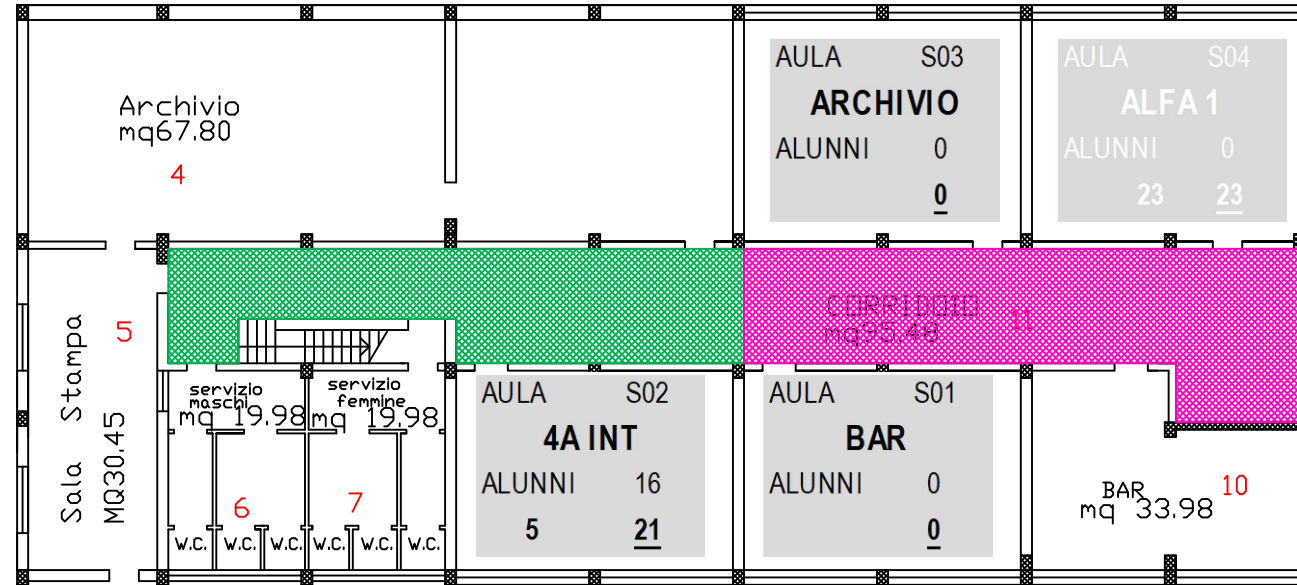 Archivio
mq67.80
4
AULA S03
ARCHIVIO
ALUNNI 0
0
AULA S04
ALFA 1
ALUNNI 0
23 23
5
Sala Stampa
MQ30.45
CORRIDOIO
mq95.48
11
servizio
maschi
mq 19.98
servizio
femmine
mq 19.98
6
7
W.C. W.C. W.C. W.C. W.C. W.C.
AULA S02
4A INT
ALUNNI 16
5 21
AULA S01
BAR
ALUNNI 0
0
BAR
mq 33.98
10